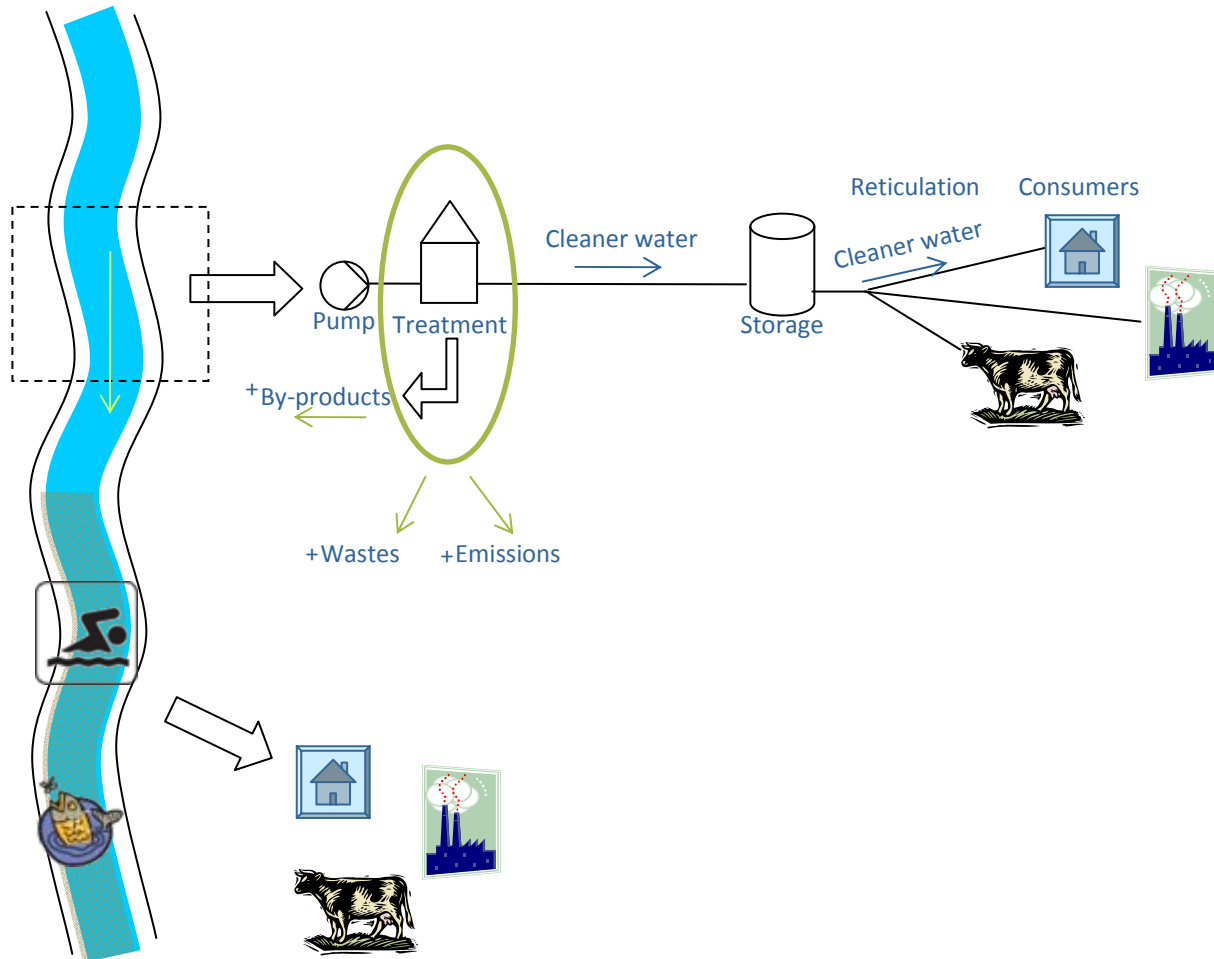 Reticulation
Consumers
Cleaner water
Cleaner water
Pump
Treatment
Storage
+By-products
+Wastes
+Emissions